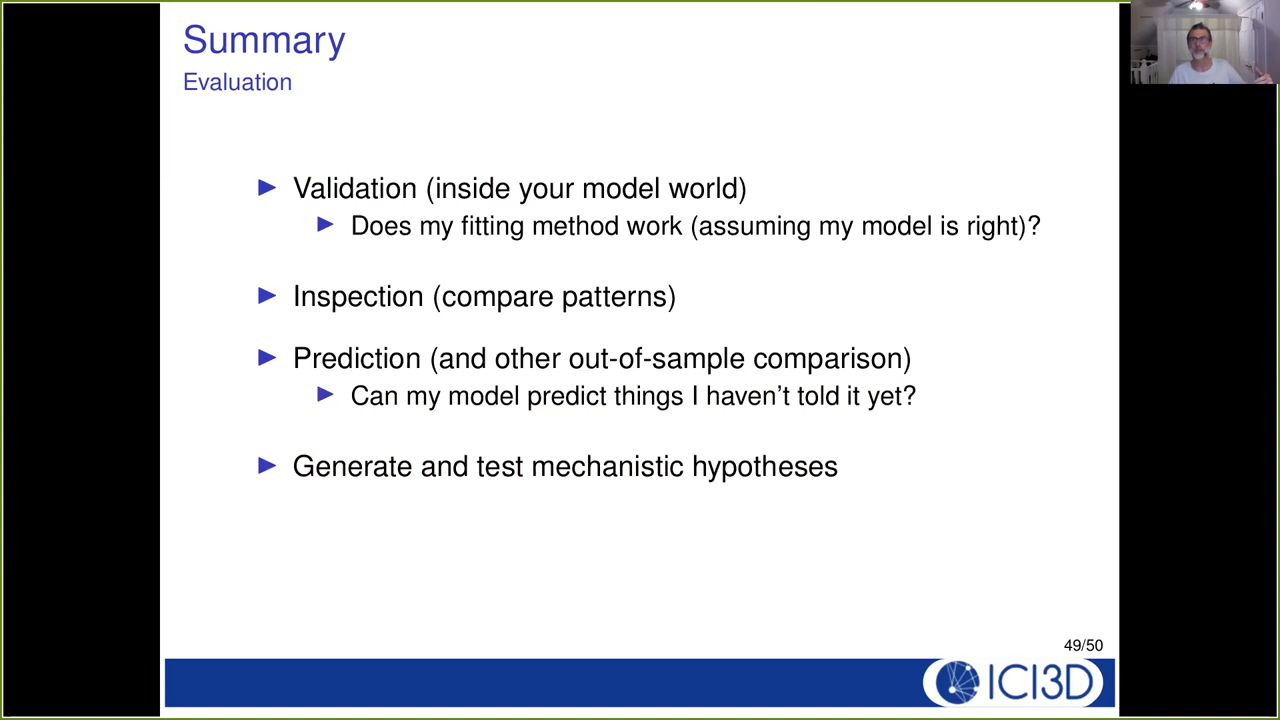 Summary
Evaluation
Validation (inside your model world)
Does my fitting method work (assuming my model is right)?
Inspection (compare patterns)
Prediction (and other out-of-sample comparison)
Can my model predict things I haven't told it yet?
Generate and test mechanistic hypotheses
49/50
ICI3D